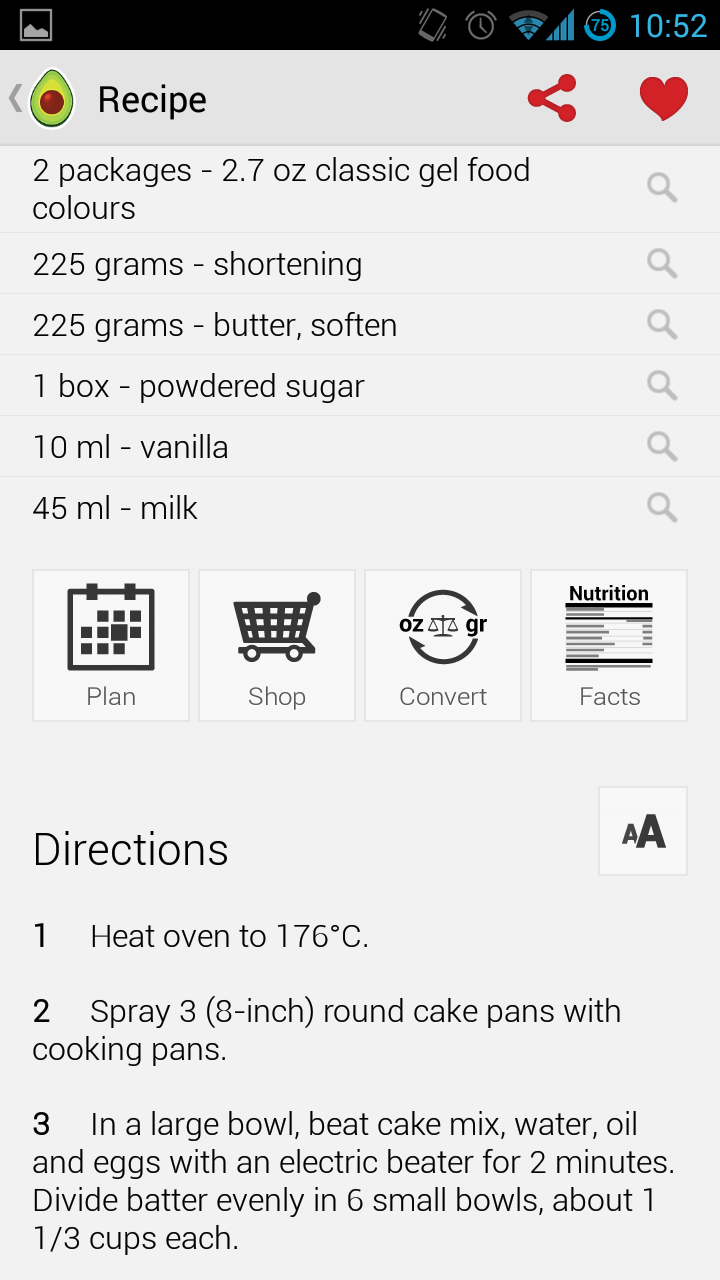 75 10:52
Recipe
2 packages - 2.7 oz classic gel food
colours
225 grams - shortening
225 grams - butter, soften
1 box - powdered sugar
10 ml - vanilla
45 ml - milk
oz gr
Nutrition
Plan
Shop
Convert
Facts
AA
Directions
1 Heat oven to 176°C.
2 Spray 3 (8-inch) round cake pans with
cooking pans.
3 In a large bowl, beat cake mix, water, oil
and eggs with an electric beater for 2 minutes.
Divide batter evenly in 6 small bowls, about 1
1/3 cups each.